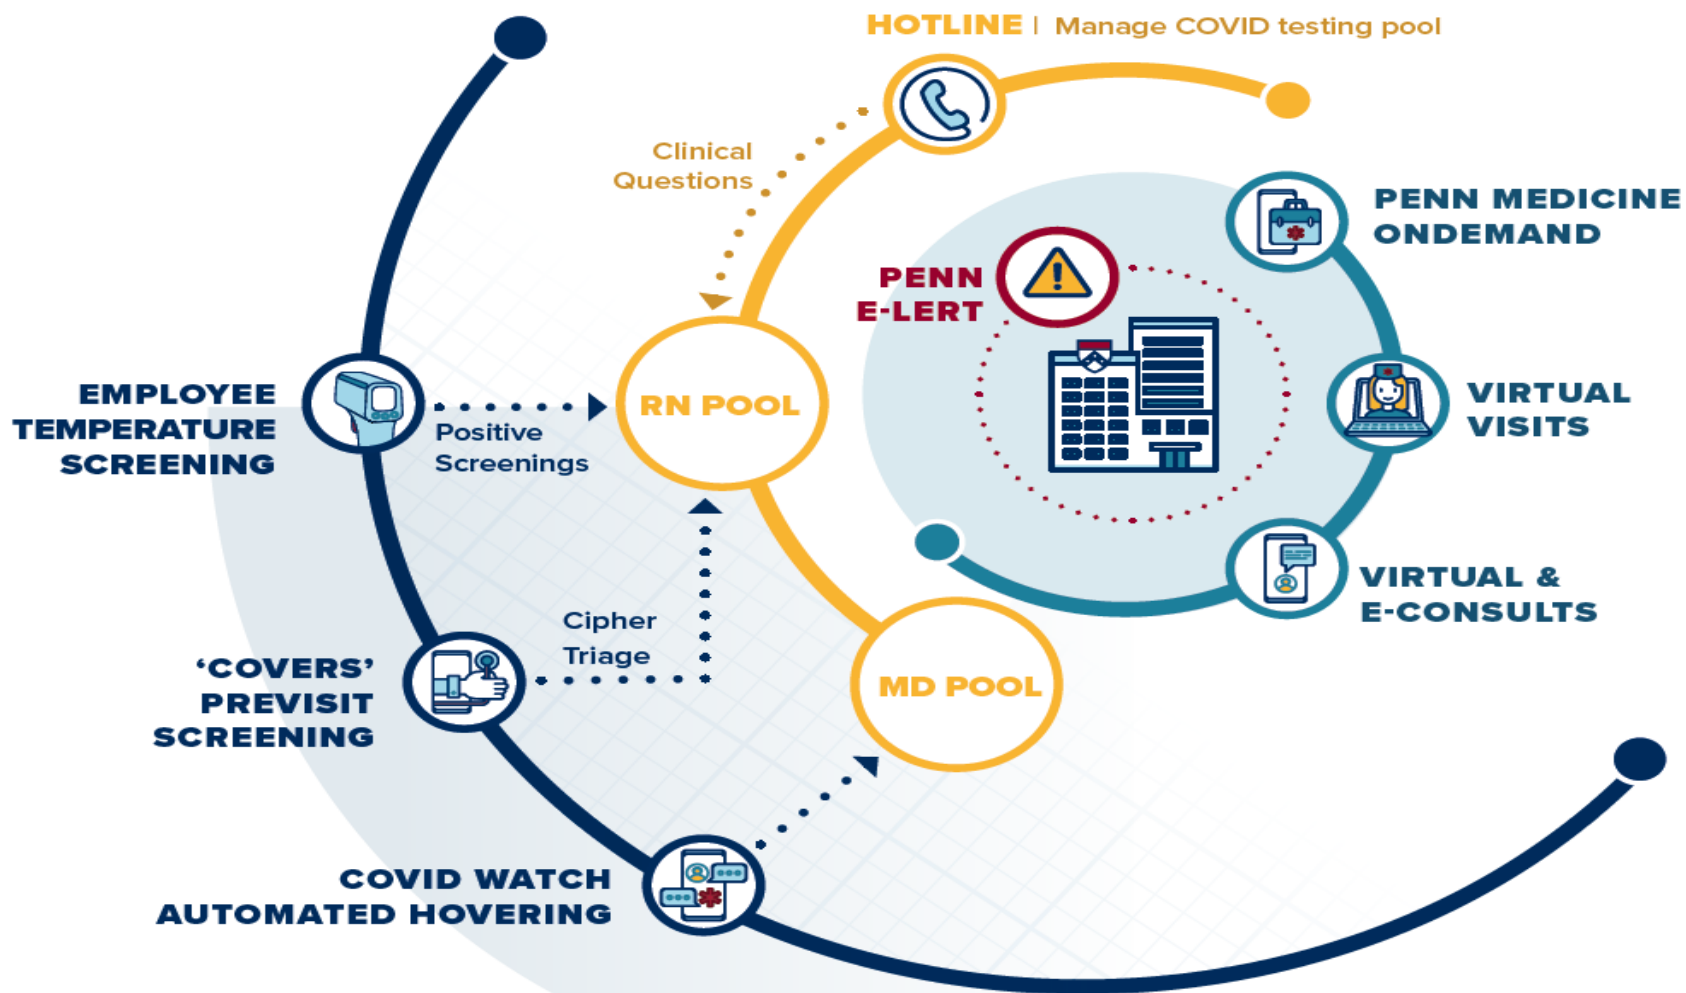 HOTLINE | Manage COVID testing pool
Clinical
Questions
PENN MEDICINE
ONDEMAND
PENN
E-LERT
EMPLOYEE
TEMPERATURE
SCREENING
Positive
Screenings
RN POOL
VIRTUAL
VISITS
VIRTUAL &
E-CONSULTS
Cipher
Triage
‘COVERS’
PREVISIT
SCREENING
MD POOL
COVID WATCH
AUTOMATED HOVERING